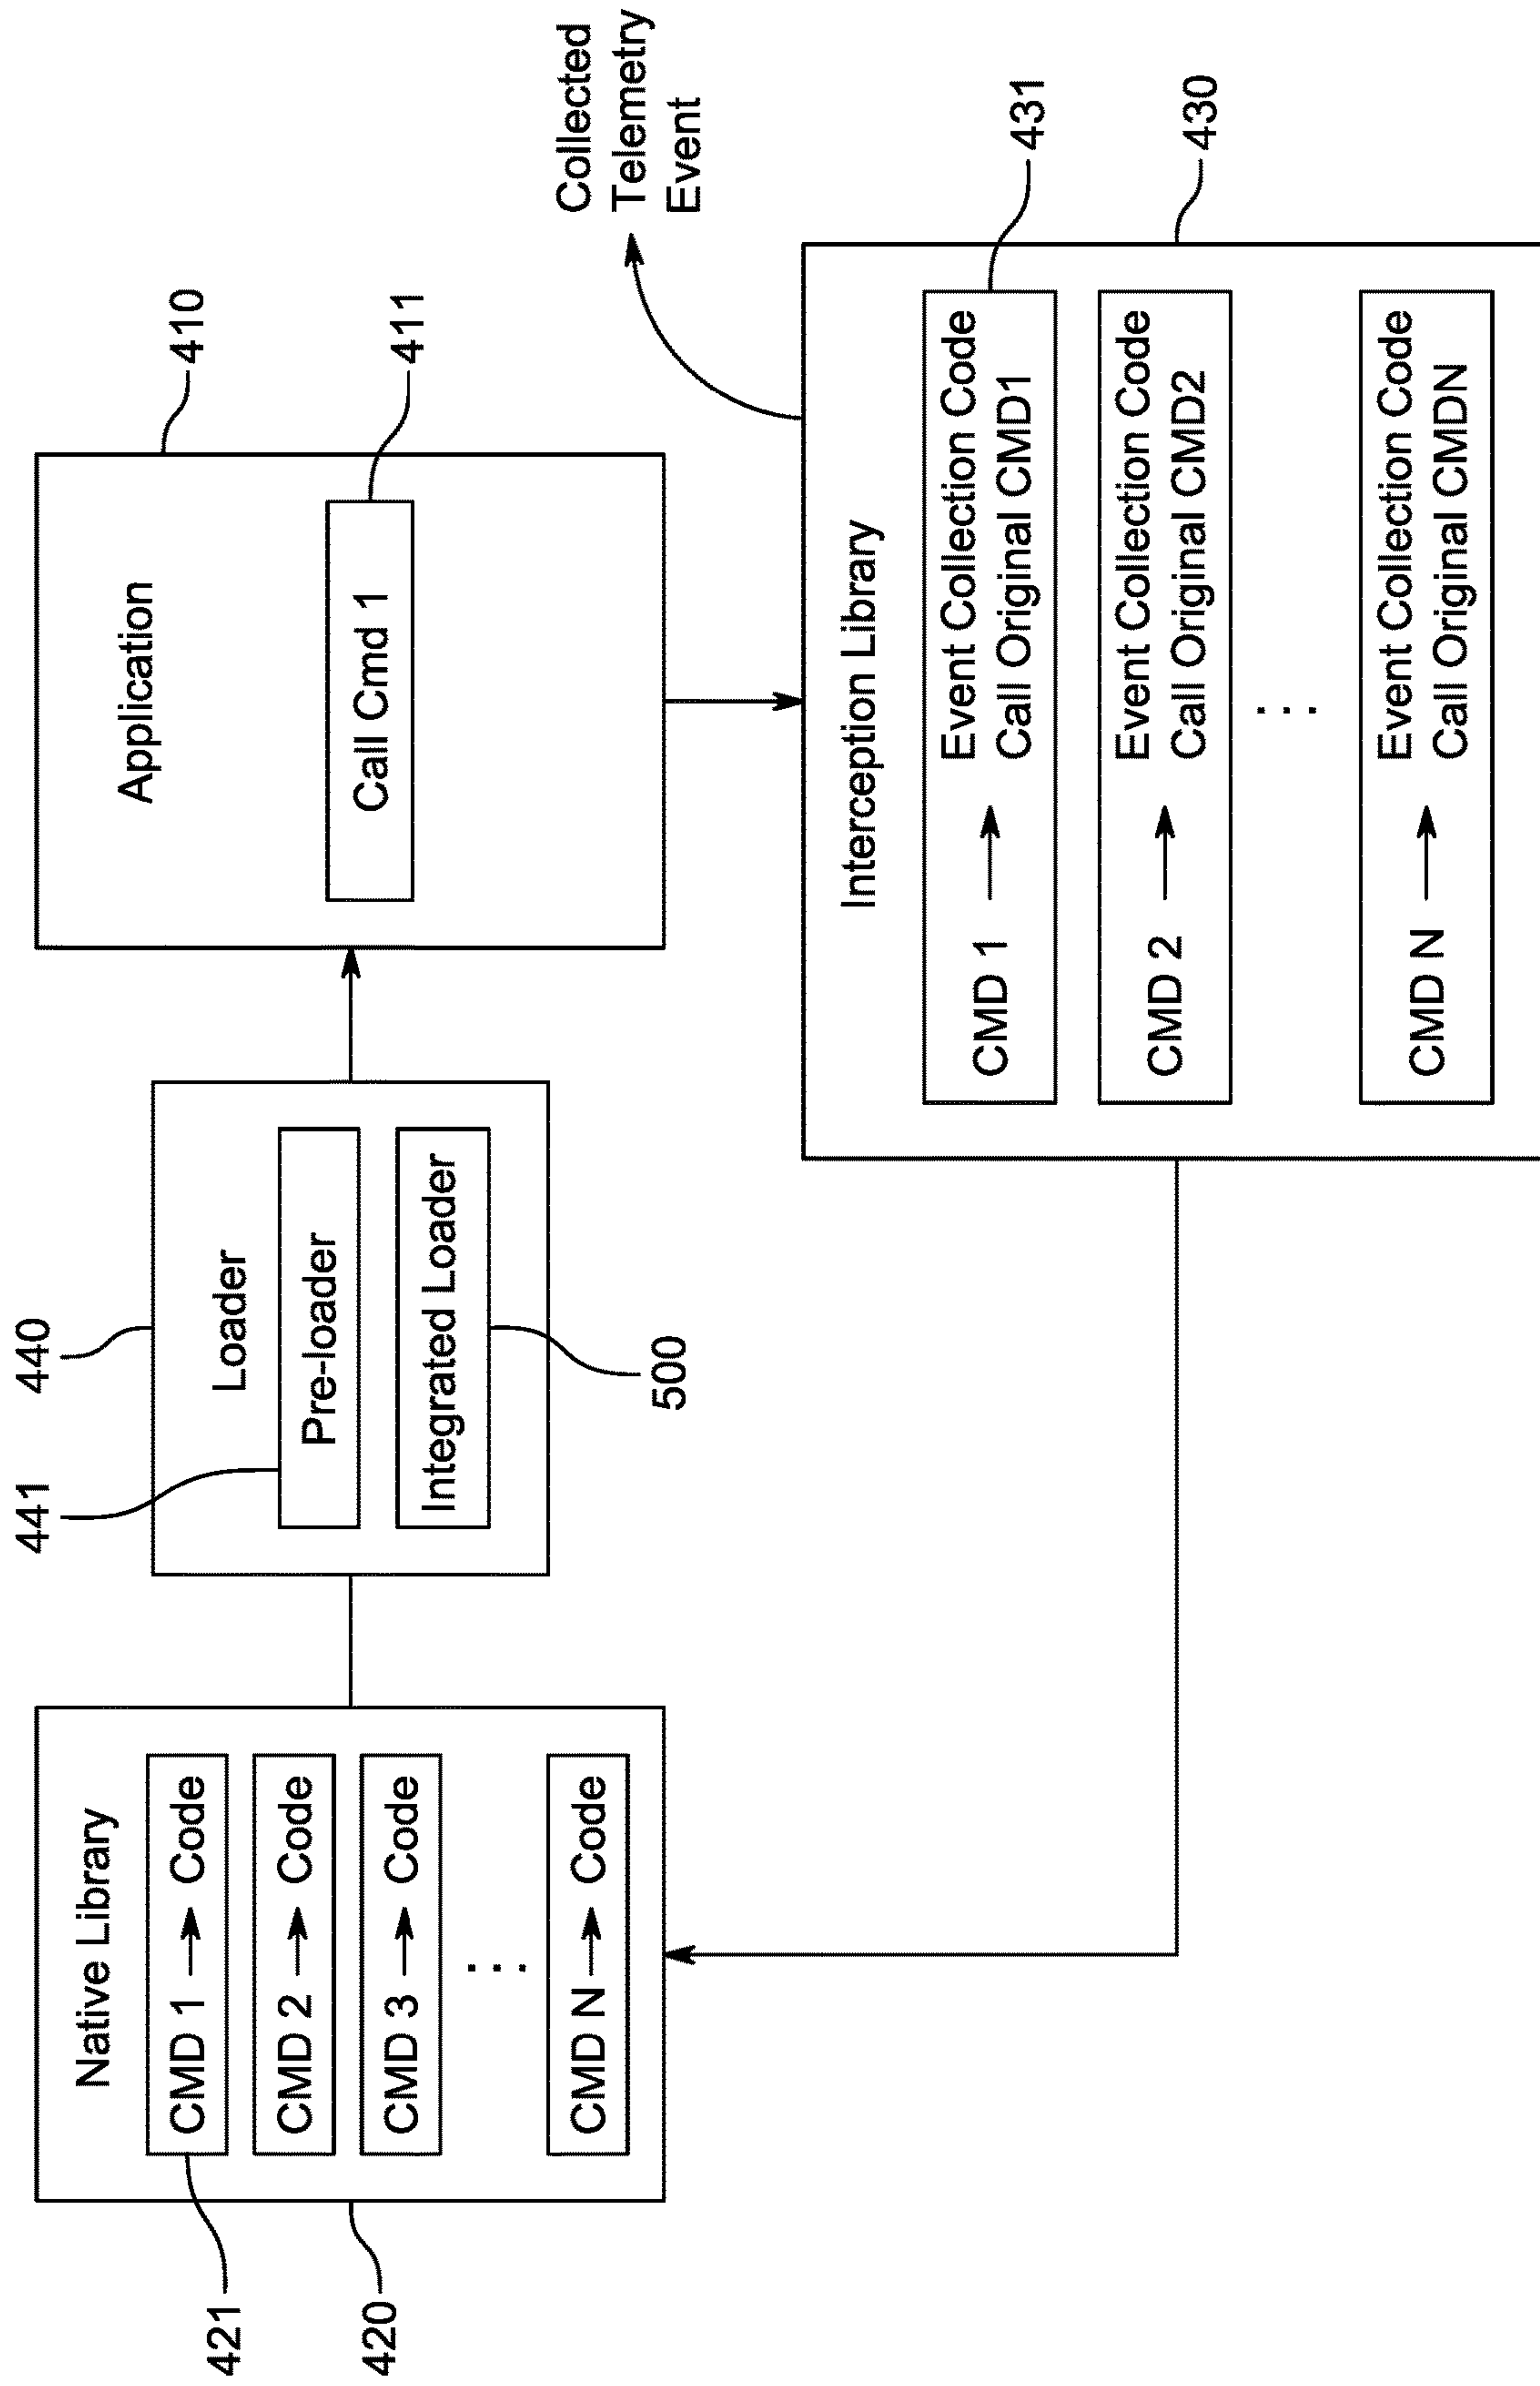 440
441
Loader
Pre-loader
Integrated Loader
500
421
420
Native Library
CMD 1 → Code
CMD 2 → Code
CMD 3 → Code
...
CMD N → Code
410
411
Application
Call Cmd 1
Collected
Telemetry
Event
431
430
Interception Library
CMD 1 → Event Collection Code
Call Original CMD1
CMD 2 → Event Collection Code
Call Original CMD2
...
CMD N → Event Collection Code
Call Original CMDN